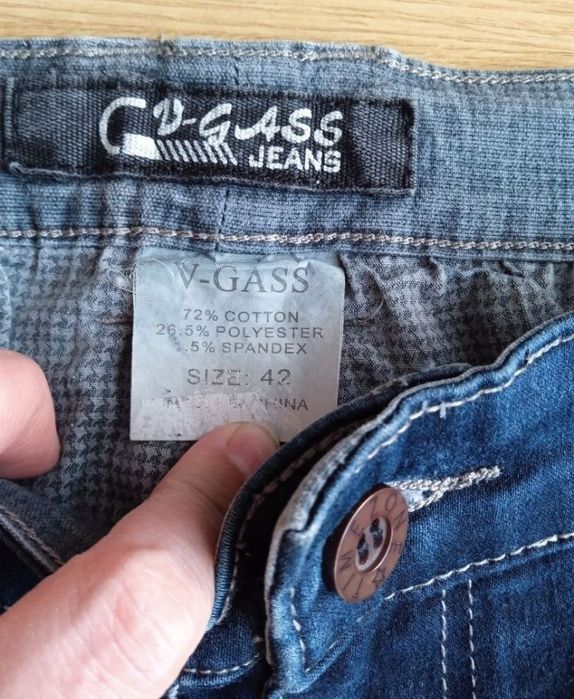 V-GASS
JEANS
V-GASS
72% COTTON
26.5% POLYESTER
.5% SPANDEX
SIZE: 42
CHINA